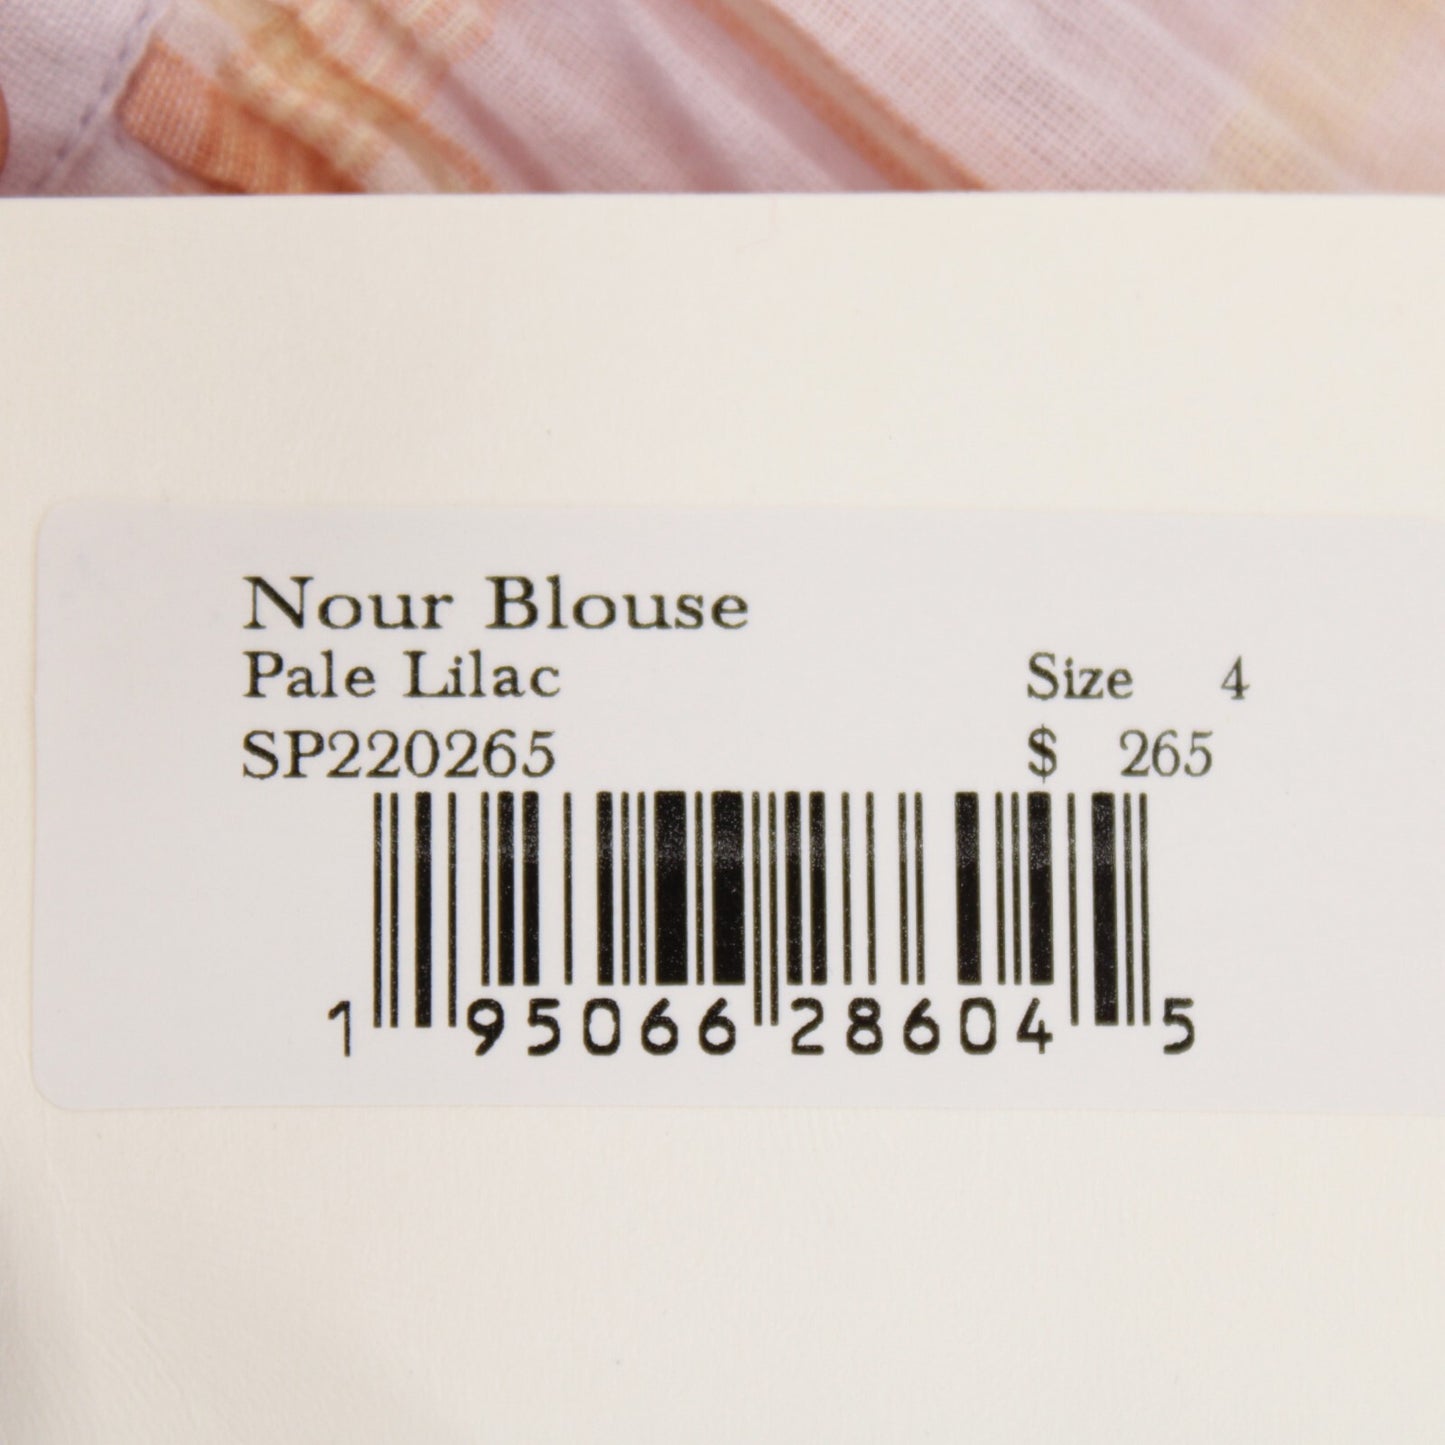 Nour Blouse
Pale Lilac Size 4
SP220265 $ 265
1 95066 28604 5